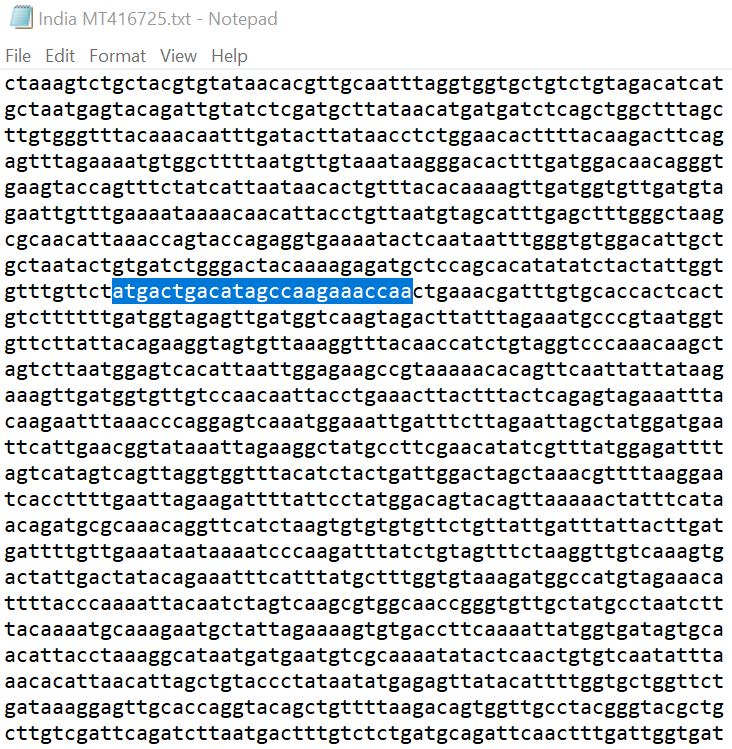 India MT416725.txt - Notepad
File Edit Format View Help
ctaaagtctgctacgtgtataacacgttgcaatttaggtggtgctgtctgtagacatcat
gctaatgagtacagattgtatctcgatgcttataacatgatgatctcagctggctttagc
ttgtgggtttacaaacaatttgatacttataacctctggaacacttttacaagacttcag
agtttagaaaatgtggcttttaatgttgtaaataagggacactttgatggacaacagggt
gaagtaccagtttctatcattaataacactgtttacacaaaagttgatggtgttgatgta
gaattgtttgaaaataaaacaacattacctgttaatgtagcatttgagctttgggctaag
cgcaacattaaaccagtaccagaggtgaaaatactcaataatttgggtgtggacattgct
gctaatactgtgatctgggactacaaaagagatgctccagcacatatatctactattggt
gtttgttctatgactgacatagccaagaaaccaactgaaacgatttgtgcaccactcact
gtcttttttgatggtagagttgatggtcaagtagacttatttagaaatgcccgtaatggt
gttcttattacagaaggtagtgttaaaggtttacaaccatctgtaggtcccaaacaagct
agtcttaatggagtcacattaattggagaagccgtaaaaacacagttcaattattataag
aaagttgatggtgttgtccaacaattacctgaaacttactttactcagagtagaaattta
caagaatttaaacccaggagtcaaatggaaattgatttcttagaattagctatggatgaa
ttcattgaacggtataaattagaaggctatgccttcgaacatatcgtttatggagatttt
agtcatagtcagttaggtggtttacatctactgattggactagctaaacgttttaaggaa
tcaccttttgaattagaagattttattcctatggacagtacagttaaaaactatttcata
acagatgcgcaaacaggttcatctaagtgtgtgtgttctgttattgatttattacttgat
gattttgttgaaataataaaatcccaagatttatctgtagtttctaaggttgtcaaagtg
actattgactatacagaaatttcatttatgctttggtgtaaagatggccatgtagaaaca
ttttacccaaaattacaatctagtcaagcgtggcaaccgggtgttgctatgcctaatctt
tacaaaatgcaaagaatgctattagaaaagtgtgaccttcaaaattatggtgatagtgca
acattacctaaaggcataatgatgaatgtcgcaaaatatactcaactgtgtcaatattta
aacacattaacattagctgtaccctataatatgagagttatacattttggtgctggttct
gataaaggagttgcaccaggtacagctgttttaagacagtggttgcctacgggtacgctg
cttgtcgattcagatcttaatgactttgtctctgatgcagattcaactttgattggtgat